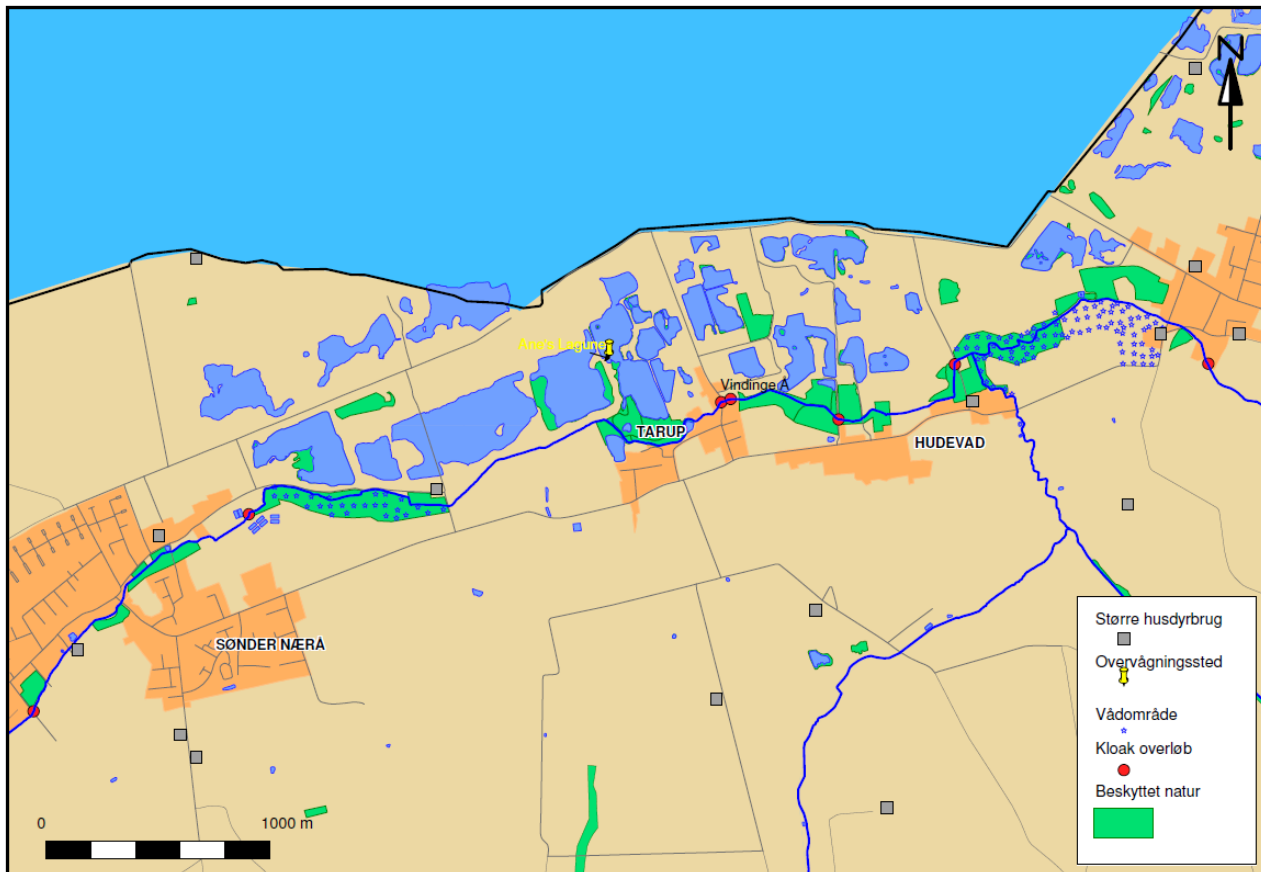 N
Ane's Lagune
Vindinge Å
TARUP
HUDEVAD
SØNDER NÆRÅ
0 1000 m
Større husdyrbrug
Overvågningssted
Vådområde
Kloak overløb
Beskyttet natur